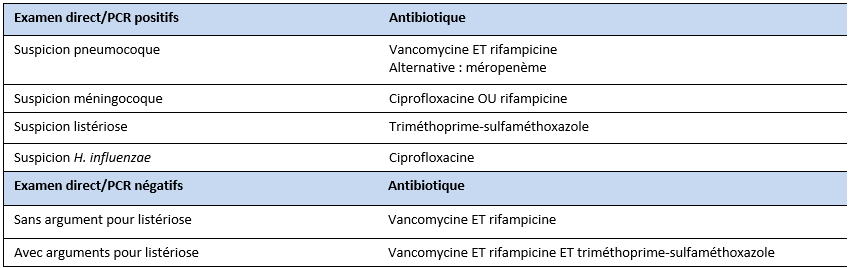 Examen direct/PCR positifs Antibiotique
Suspicion pneumocoque Vancomycine ET rifampicine
Alternative : méropenème
Suspicion méningocoque Ciprofloxacine OU rifampicine
Suspicion listériose Triméthoprime-sulfaméthoxazole
Suspicion H. influenzae Ciprofloxacine
Examen direct/PCR négatifs Antibiotique
Sans argument pour listériose Vancomycine ET rifampicine
Avec arguments pour listériose Vancomycine ET rifampicine ET triméthoprime-sulfaméthoxazole